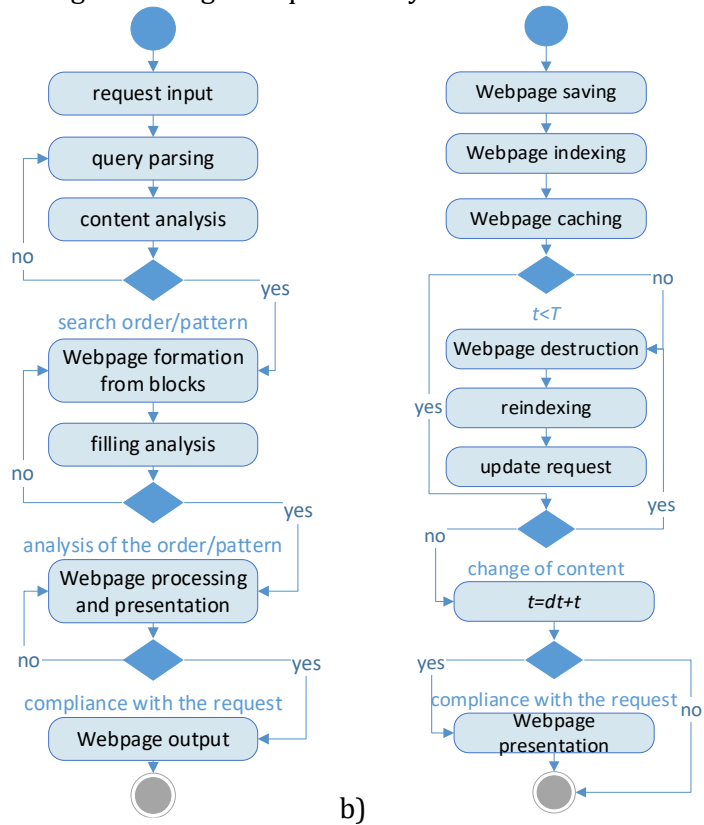 request input
query parsing
content analysis
no
yes
search order/pattern
Webpage formation
from blocks
filling analysis
no
yes
analysis of the order/pattern
Webpage processing
and presentation
no
yes
compliance with the request
Webpage output
b)
Webpage saving
Webpage indexing
Webpage caching
no
t<T
Webpage destruction
yes
reindexing
update request
yes
no
change of content
t=dt+t
yes
compliance with the request
no
Webpage
presentation